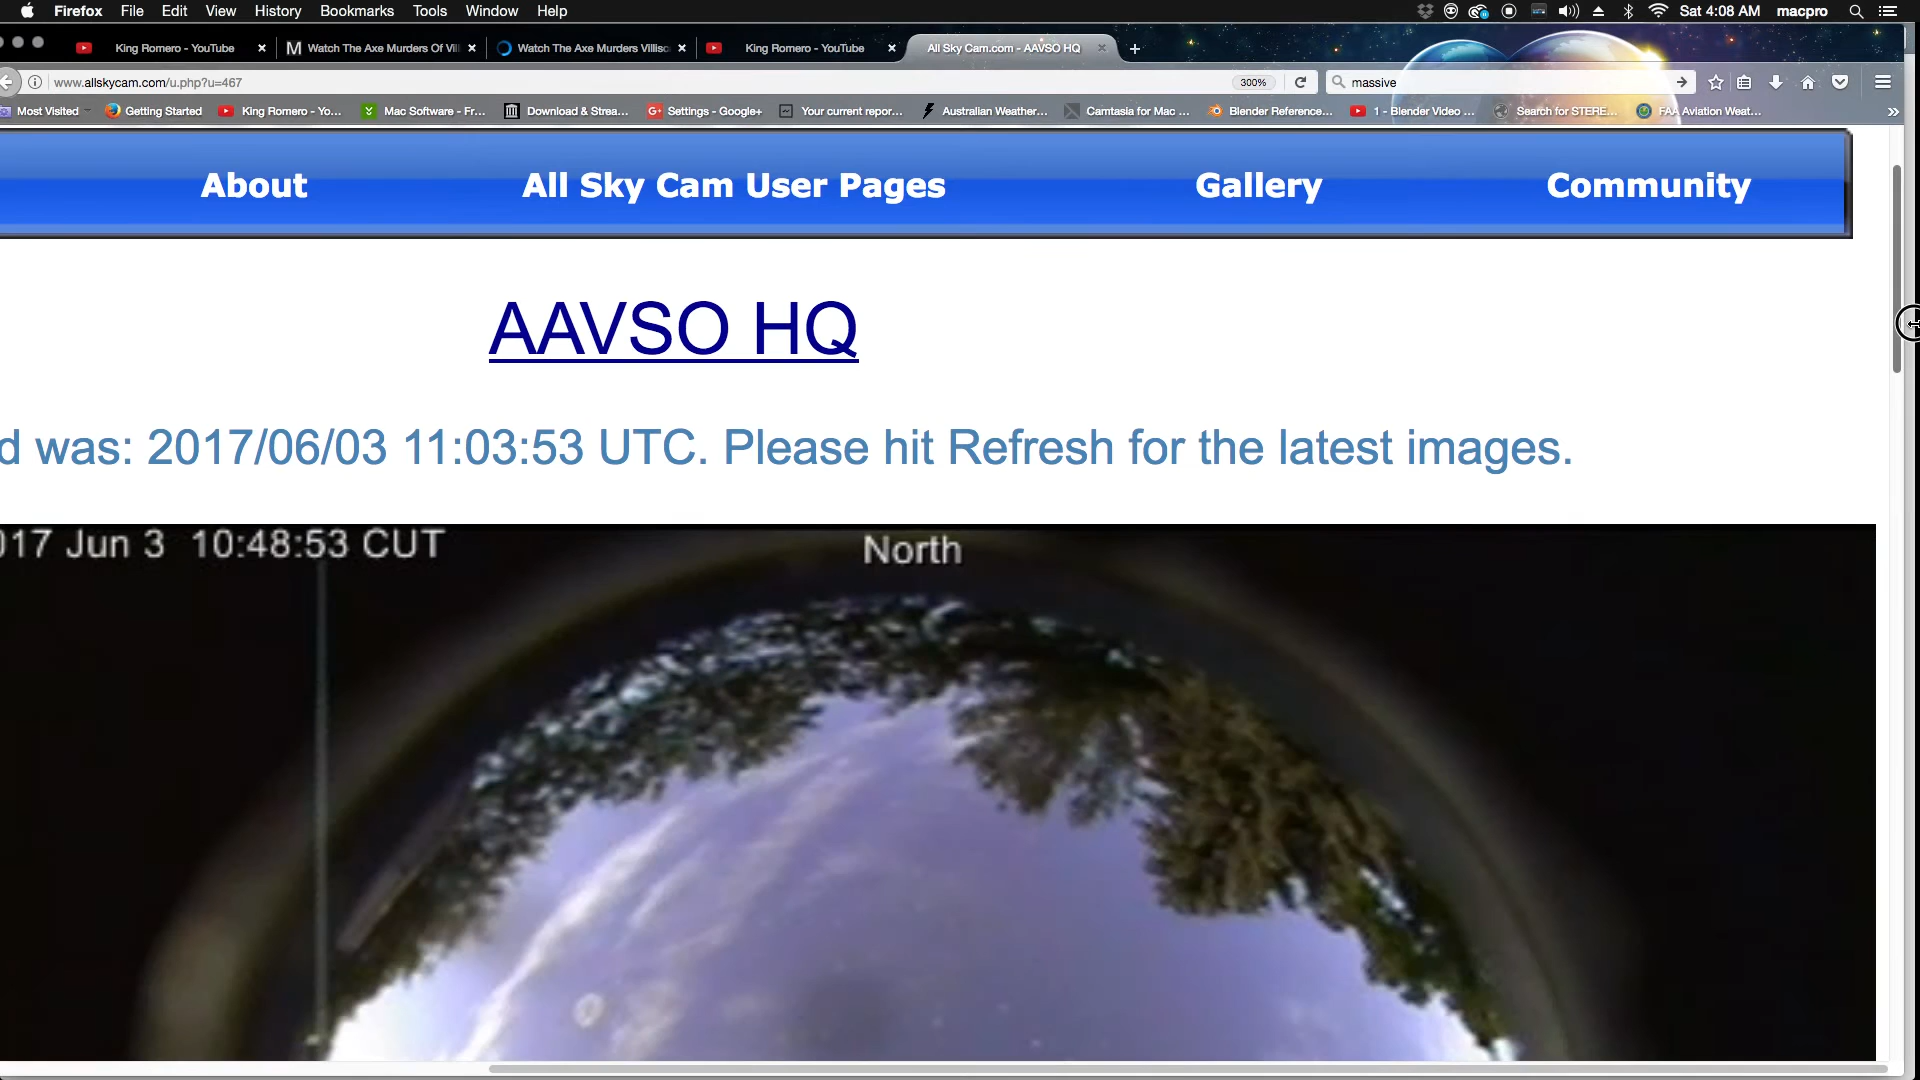 Firefox File Edit View History Bookmarks Tools Window Help Sat 4:08 AM macpro
King Romero - YouTube Watch The Axe Murders Of Vil Watch The Axe Murders Villisc King Romero - YouTube All Sky Cam.com - AAVSO HQ
www.allskycam.com/u.php?u=467 300% massive
Most Visited Getting Started King Romero - Yo... Mac Software - Fr... Download & Strea... Settings - Google+ Your current repor... Australian Weather... Camtasia for Mac ... Blender Reference... 1 - Blender Video ... Search for STERE... FAA Aviation Weat...
About All Sky Cam User Pages Gallery Community
AAVSO HQ
d was: 2017/06/03 11:03:53 UTC. Please hit Refresh for the latest images.
017 Jun 3 10:48:53 CUT North